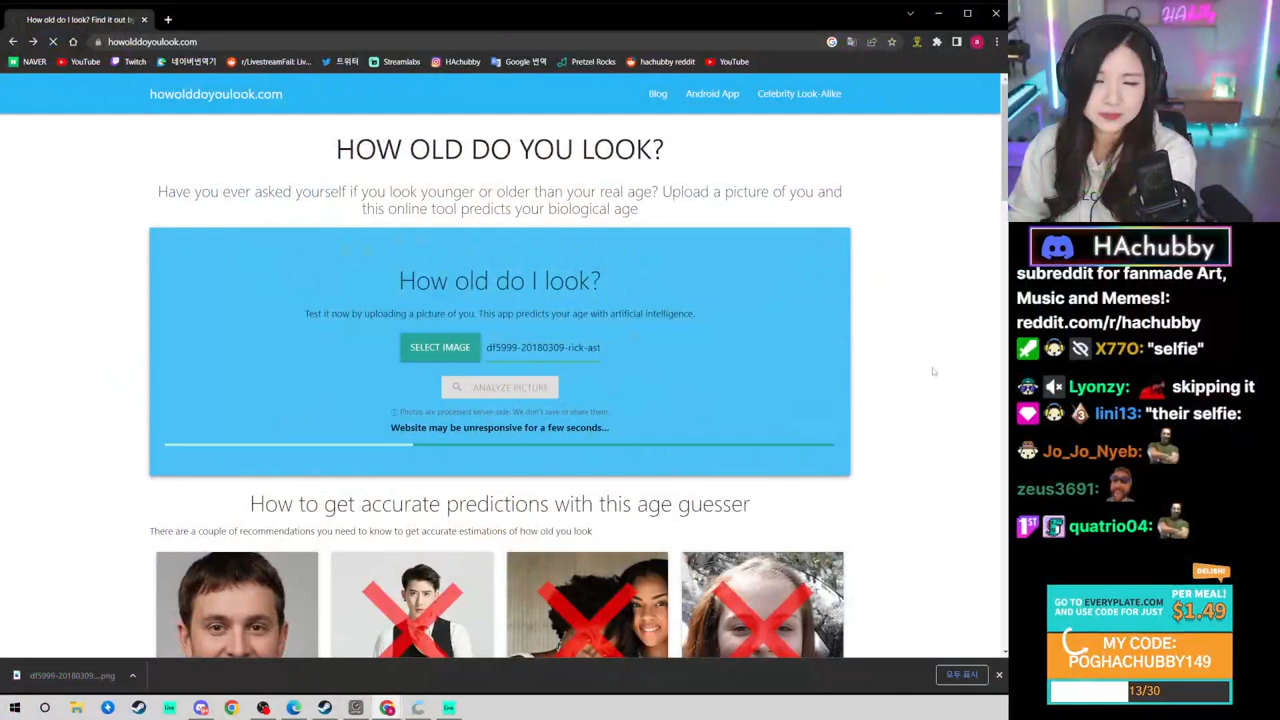 How old do I look? Find it out by
howolddoyoulook.com
NAVER
YouTube
Twitch
네이버번역기
r/LivestreamFail: Liv...
트위터
Streamlabs
HAchubby
Google 번역
Pretzel Rocks
hachubby reddit
YouTube
howolddoyoulook.com
Blog
Android App
Celebrity Look-Alike
HOW OLD DO YOU LOOK?
Have you ever asked yourself if you look younger or older than your real age? Upload a picture of you and
this online tool predicts your biological age
How old do I look?
Test it now by uploading a picture of you. This app predicts your age with artificial intelligence.
SELECT IMAGE
df5999-20180309-rick-ast
ANALYZE PICTURE
Photos are processed server-side. We don't save or share them.
Website may be unresponsive for a few seconds...
How to get accurate predictions with this age guesser
There are a couple of recommendations you need to know to get accurate estimations of how old you look
df5999-20180309....png
모두 표시
HAchubby
HAchubby
subreddit for fanmade Art,
Music and Memes!:
reddit.com/r/hachubby
X77O: "selfie"
Lyonzy: skipping it
lini13: "their selfie:
Jo_Jo_Nyeb:
zeus3691:
1ST quatrio04:
DELISH!
GO TO EVERYPLATE.COM
AND USE CODE FOR JUST
PER MEAL!
$1.49
MY CODE:
POGHACHUBBY149
13/30